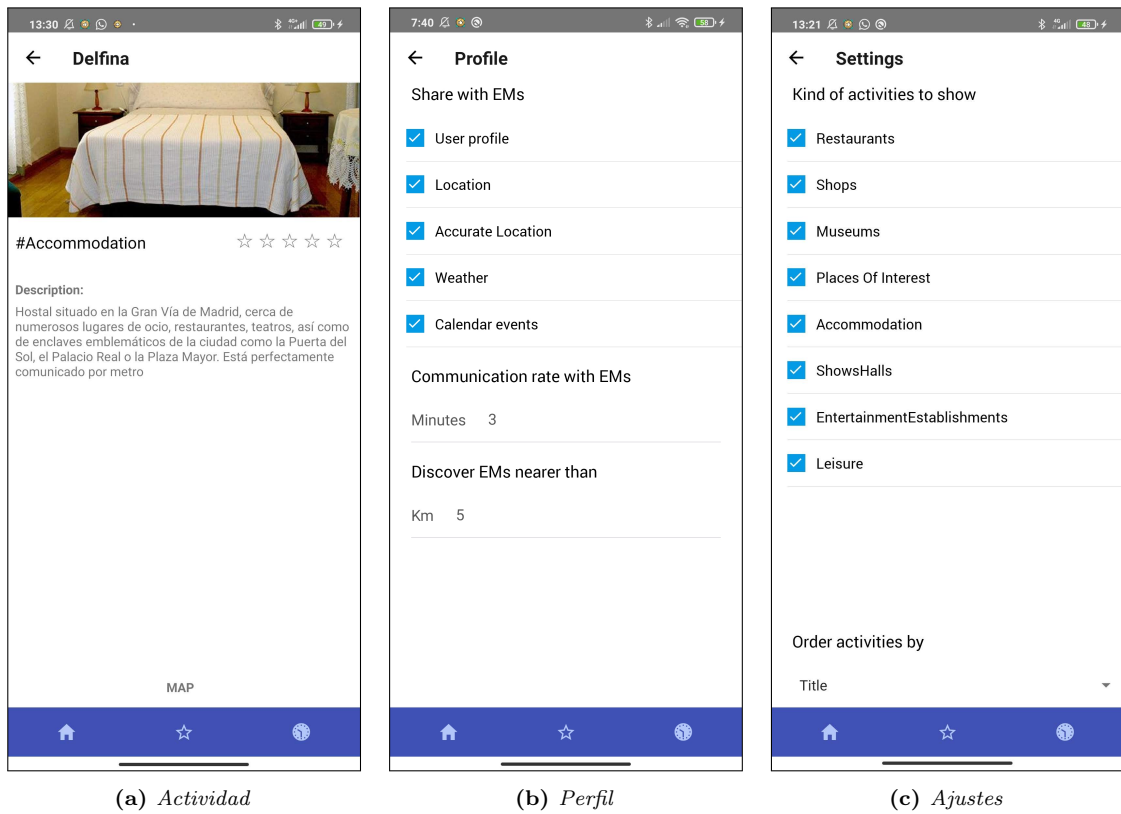 13:30
4G+
49
Delfina
#Accommodation
Description:
Hostal situado en la Gran Vía de Madrid, cerca de
numerosos lugares de ocio, restaurantes, teatros, así como
de enclaves emblemáticos de la ciudad como la Puerta del
Sol, el Palacio Real o la Plaza Mayor. Está perfectamente
comunicado por metro
MAP
(a) Actividad
7:40
58
Profile
Share with EMs
User profile
Location
Accurate Location
Weather
Calendar events
Communication rate with EMs
Minutes 3
Discover EMs nearer than
Km 5
(b) Perfil
13:21
4G
48
Settings
Kind of activities to show
Restaurants
Shops
Museums
Places Of Interest
Accommodation
ShowsHalls
EntertainmentEstablishments
Leisure
Order activities by
Title
(c) Ajustes